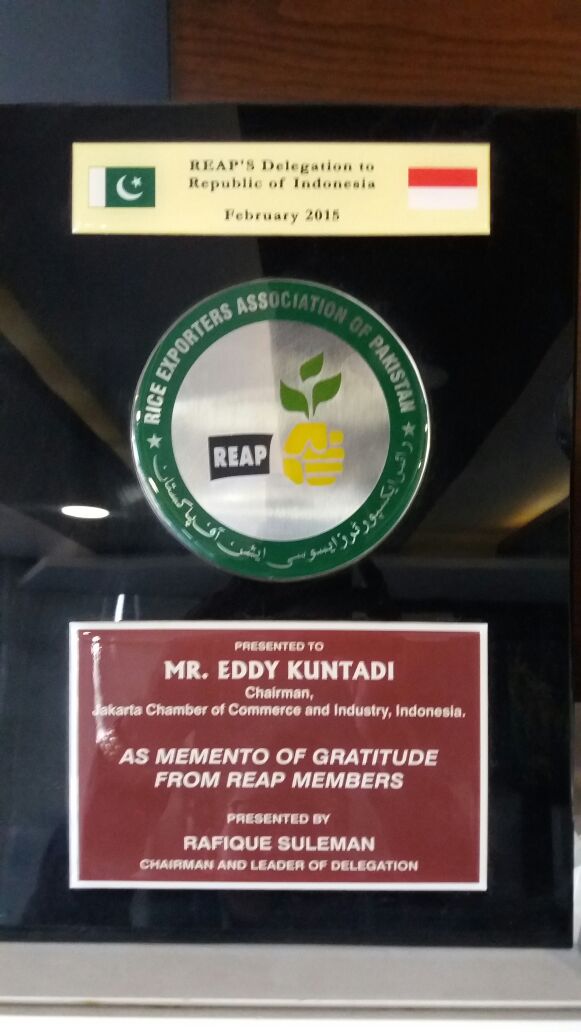 REAP'S Delegation to
Republic of Indonesia
February 2015
★ RICE EXPORTERS ASSOCIATION OF PAKISTAN ★
رائس ایکسپورٹرز ایسوسی ایشن آف پاکستان
REAP
PRESENTED TO
MR. EDDY KUNTADI
Chairman,
Jakarta Chamber of Commerce and Industry, Indonesia.
AS MEMENTO OF GRATITUDE
FROM REAP MEMBERS
PRESENTED BY
RAFIQUE SULEMAN
CHAIRMAN AND LEADER OF DELEGATION